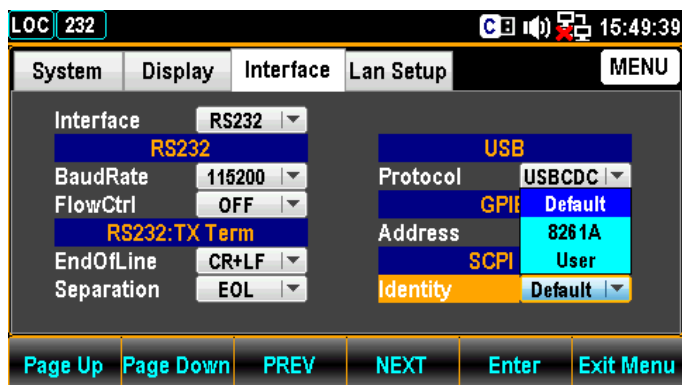 LOC 232 C 15:49:39
System Display Interface Lan Setup MENU
Interface RS232
RS232 USB
BaudRate 115200 Protocol USBCDC
FlowCtrl OFF GPIB Default
RS232:TX Term Address 8261A
EndOfLine CR+LF SCPI User
Separation EOL Identity Default
Page Up Page Down PREV NEXT Enter Exit Menu